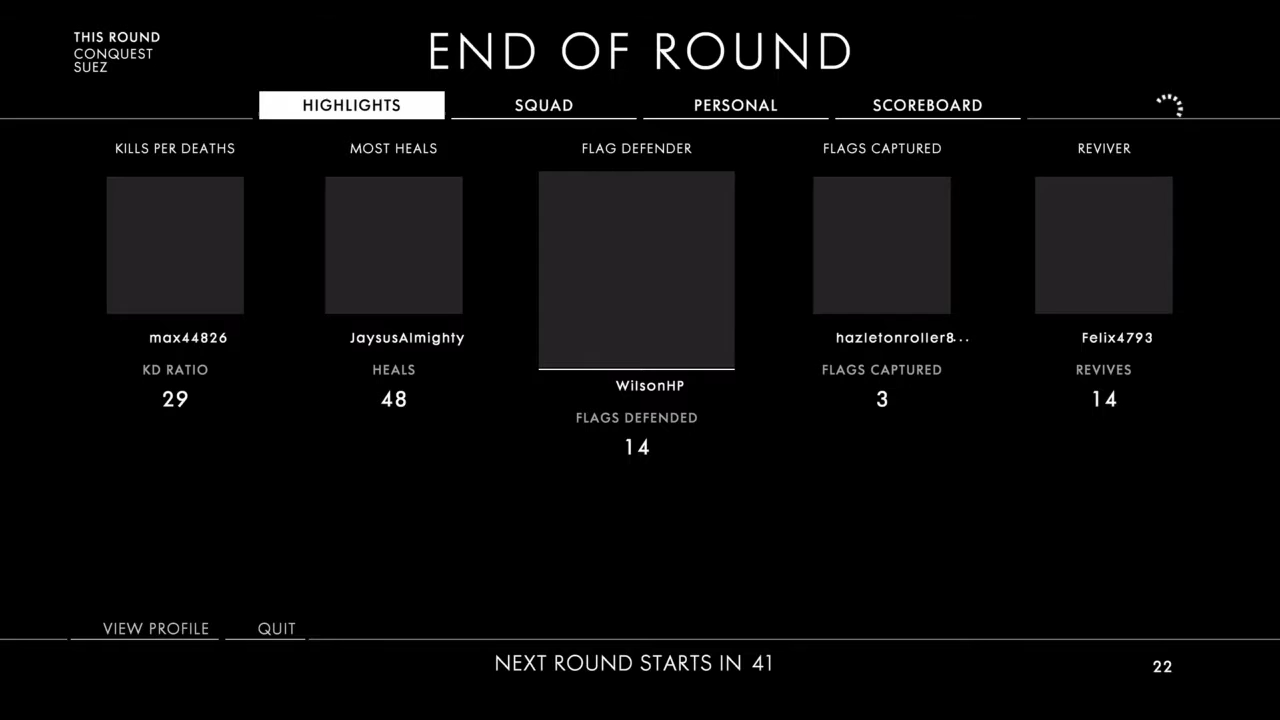 THIS ROUND
CONQUEST
SUEZ
END OF ROUND
HIGHLIGHTS SQUAD PERSONAL SCOREBOARD
KILLS PER DEATHS MOST HEALS FLAG DEFENDER FLAGS CAPTURED REVIVER
max44826 JaysusAlmighty hazletonroller8... Felix4793
KD RATIO HEALS FLAGS CAPTURED REVIVES
29 48 3 14
WilsonHP
FLAGS DEFENDED
14
VIEW PROFILE QUIT
NEXT ROUND STARTS IN 41
22